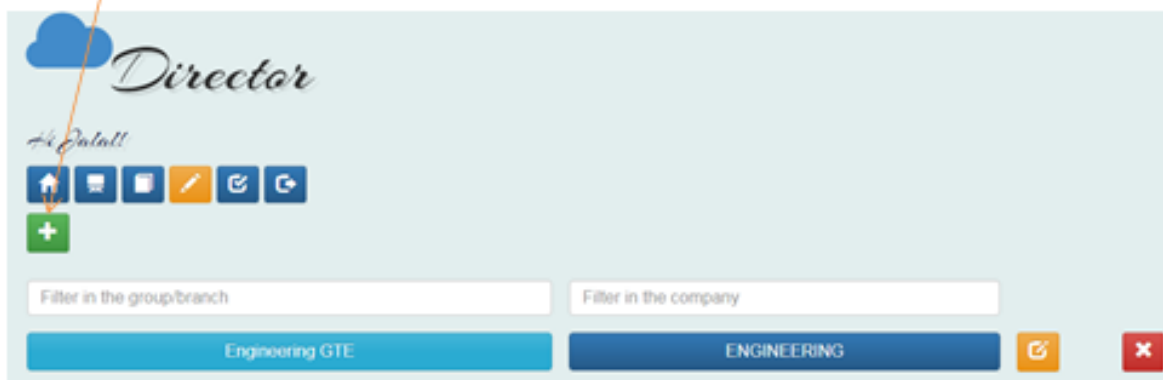 Director
Hi Jalal!
Filter in the group/branch
Filter in the company
Engineering GTE
ENGINEERING